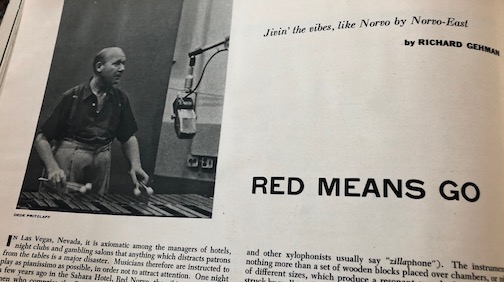 Jivin' the vibes, like Norvo by Norvo-East
by RICHARD GEHMAN
RED MEANS GO
IN Las Vegas, Nevada, it is axiomatic among the managers of hotels,
night clubs and gambling salons that anything which distracts patrons
from the tables is a major disaster. Musicians therefore are instructed to
play as pianissimo as possible, in order not to attract attention. One night
a few years ago in the Sahara Hotel, Red Norvo,
and other xylophonists usually say "zillaphone"). The instrument
nothing more than a set of wooden blocks placed over chambers,
of different sizes, which produce a resonant